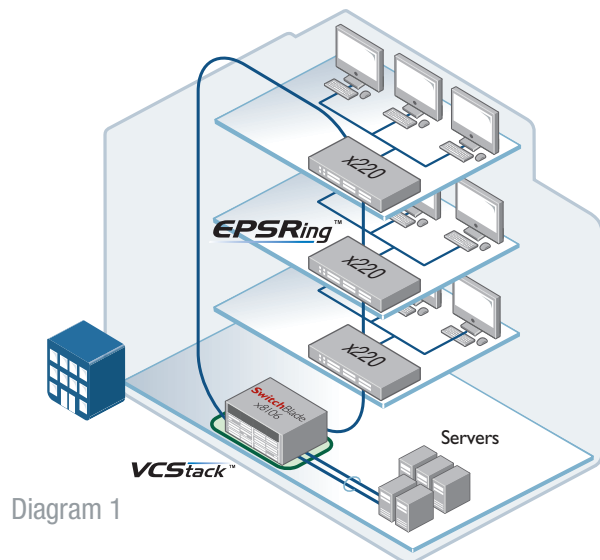 x220
EPSRing™
x220
x220
SwitchBlade
x8106
Servers
VCStack™
Diagram 1